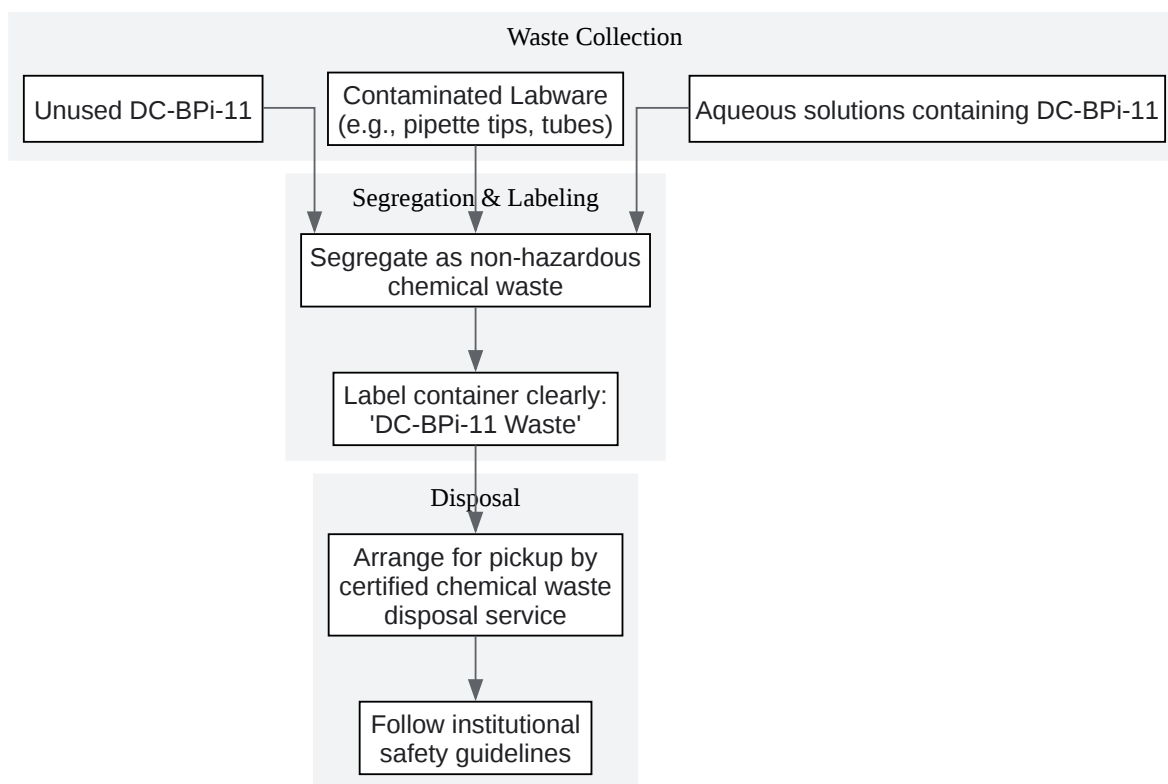 Waste Collection
Unused DC-BPi-11
Contaminated Labware
(e.g., pipette tips, tubes)
Aqueous solutions containing DC-BPi-11
Segregation & Labeling
Segregate as non-hazardous
chemical waste
Label container clearly:
'DC-BPi-11 Waste'
Disposal
Arrange for pickup by
certified chemical waste
disposal service
Follow institutional
safety guidelines